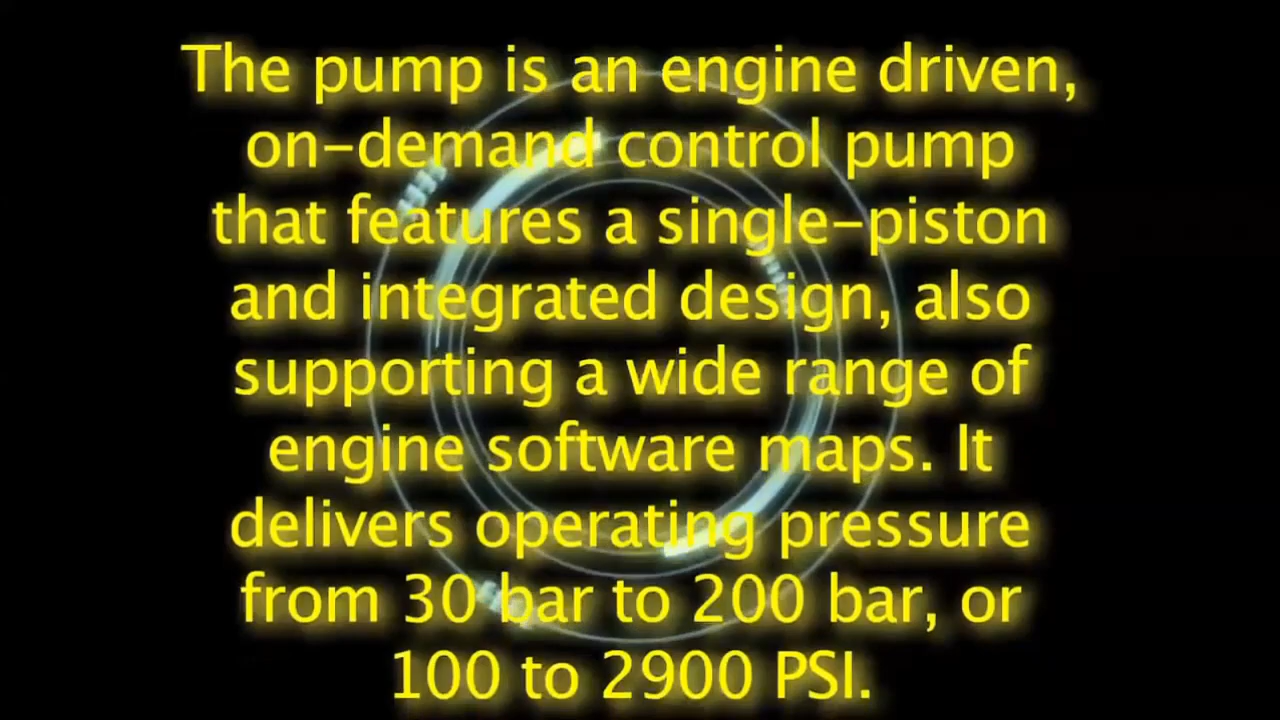 The pump is an engine driven,
on-demand control pump
that features a single-piston
and integrated design, also
supporting a wide range of
engine software maps. It
delivers operating pressure
from 30 bar to 200 bar, or
100 to 2900 PSI.